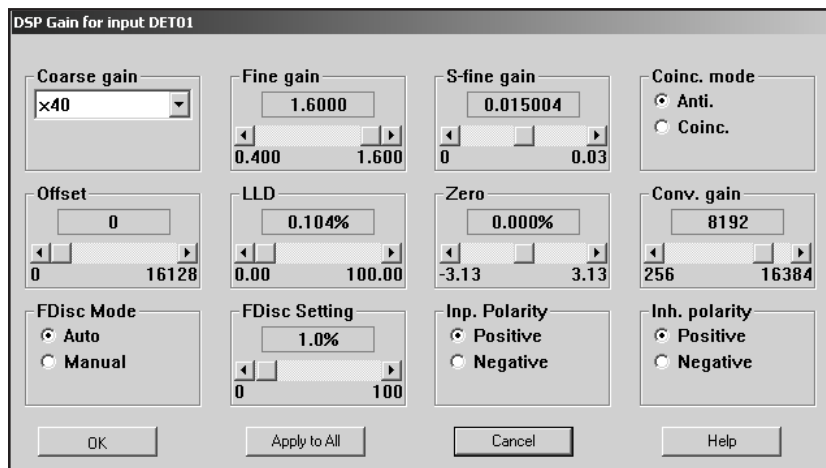 DSP Gain for input DET01
Coarse gain
×40
Fine gain
1.6000
0.400 1.600
S-fine gain
0.015004
0 0.03
Coinc. mode
Anti.
Coinc.
Offset
0
0 16128
LLD
0.104%
0.00 100.00
Zero
0.000%
-3.13 3.13
Conv. gain
8192
256 16384
FDisc Mode
Auto
Manual
FDisc Setting
1.0%
0 100
Inp. Polarity
Positive
Negative
Inh. polarity
Positive
Negative
OK Apply to All Cancel Help